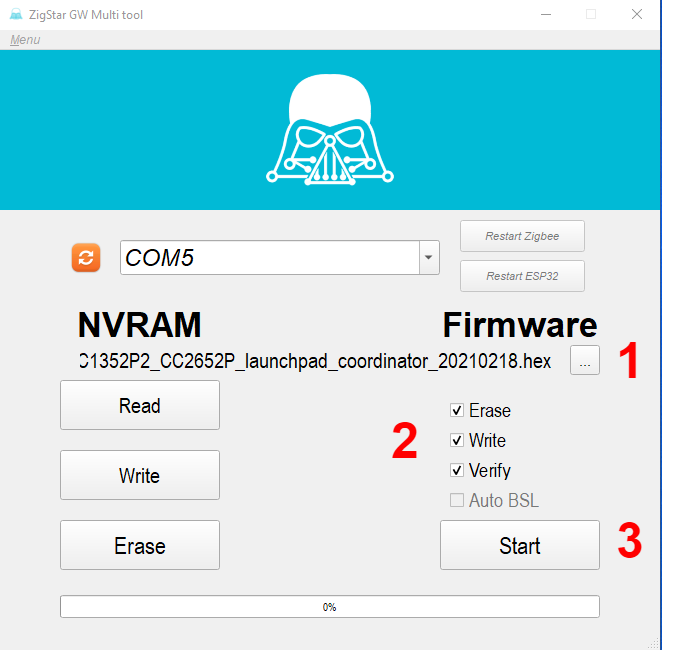 ZigStar GW Multi tool
Menu
COM5
Restart Zigbee
Restart ESP32
NVRAM
Firmware
C1352P2_CC2652P_launchpad_coordinator_20210218.hex
...
1
Read
Erase
2
Write
Write
Verify
Auto BSL
Erase
Start
3
0%